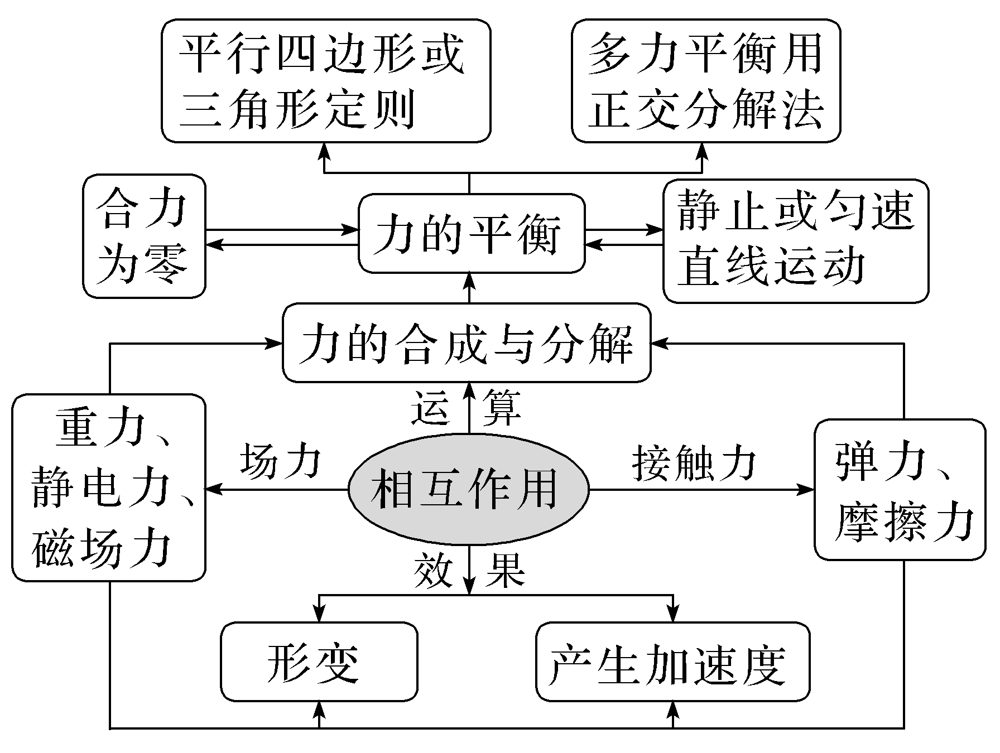 平行四边形或
三角形定则
多力平衡用
正交分解法
合力
为零
力的平衡
静止或匀速
直线运动
力的合成与分解
运算
重力、
静电力、
磁场力
场力
相互作用
接触力
弹力、
摩擦力
效果
形变
产生加速度